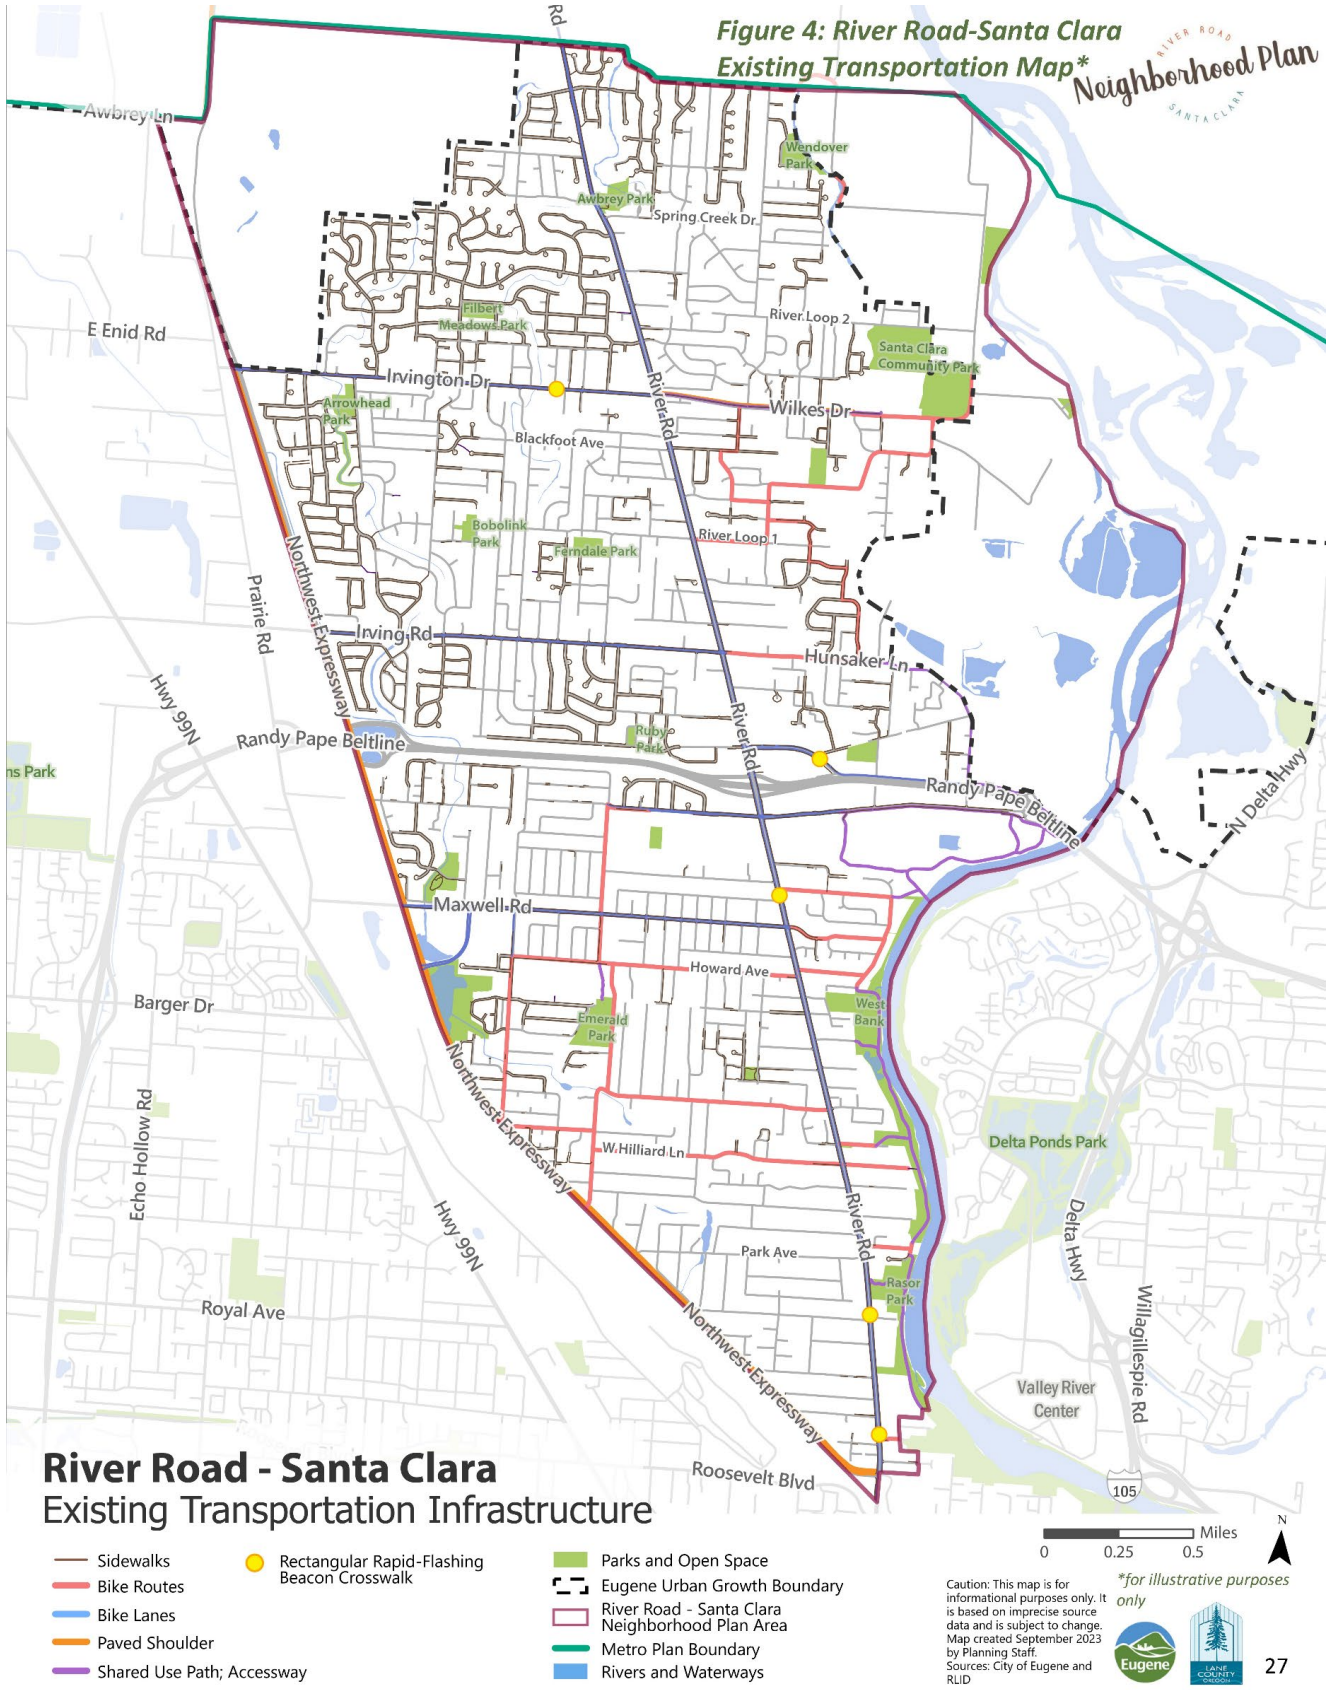 Rd
Figure 4: River Road-Santa Clara
Existing Transportation Map*
RIVER ROAD
Neighborhood Plan
SANTA CLARA
Awbrey Ln
Wendover
Park
Awbrey Park
Spring Creek Dr
Filbert
Meadows Park
River Loop 2
E Enid Rd
Santa Clara
Community Park
Irvington Dr
River Rd
Arrowhead
Park
Wilkes Dr
Blackfoot Ave
Bobolink
Park
River Loop 1
Ferndale Park
Northwest Expressway
Prairie Rd
Irving Rd
Hunsaker Ln
Hwy 99N
River Rd
Ruby
Park
Randy Pape Beltline
ns Park
Randy Pape Beltline
N Delta Hwy
Maxwell Rd
Howard Ave
Barger Dr
West
Bank
Emerald
Park
Northwest Expressway
Echo Hollow Rd
Delta Ponds Park
W Hilliard Ln
Hwy 99N
River Rd
Delta Hwy
Park Ave
Rasor
Park
Royal Ave
Willagillespie Rd
Northwest Expressway
Valley River
Center
River Road - Santa Clara
Existing Transportation Infrastructure
Roosevelt Blvd
105
Sidewalks
Bike Routes
Bike Lanes
Paved Shoulder
Shared Use Path; Accessway
Rectangular Rapid-Flashing
Beacon Crosswalk
Parks and Open Space
Eugene Urban Growth Boundary
River Road - Santa Clara
Neighborhood Plan Area
Metro Plan Boundary
Rivers and Waterways
Miles
0 0.25 0.5
N
Caution: This map is for
informational purposes only. It
is based on imprecise source
data and is subject to change.
Map created September 2023
by Planning Staff.
Sources: City of Eugene and
RLID
*for illustrative purposes
only
Eugene
LANE
COUNTY
OREGON
27